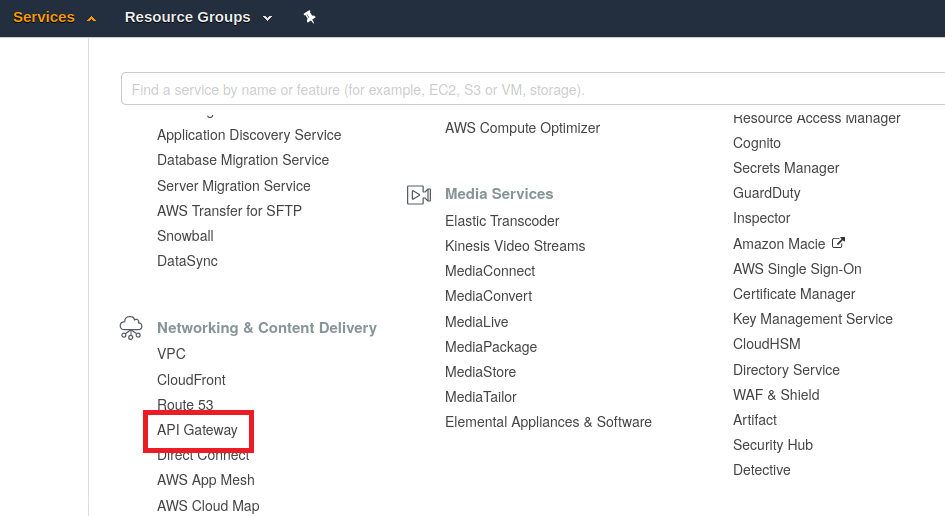 Services Resource Groups
Find a service by name or feature (for example, EC2, S3 or VM, storage).
Application Discovery Service
Database Migration Service
Server Migration Service
AWS Transfer for SFTP
Snowball
DataSync
Networking & Content Delivery
VPC
CloudFront
Route 53
API Gateway
Direct Connect
AWS App Mesh
AWS Cloud Map
AWS Compute Optimizer
Media Services
Elastic Transcoder
Kinesis Video Streams
MediaConnect
MediaConvert
MediaLive
MediaPackage
MediaStore
MediaTailor
Elemental Appliances & Software
Resource Access Manager
Cognito
Secrets Manager
GuardDuty
Inspector
Amazon Macie
AWS Single Sign-On
Certificate Manager
Key Management Service
CloudHSM
Directory Service
WAF & Shield
Artifact
Security Hub
Detective